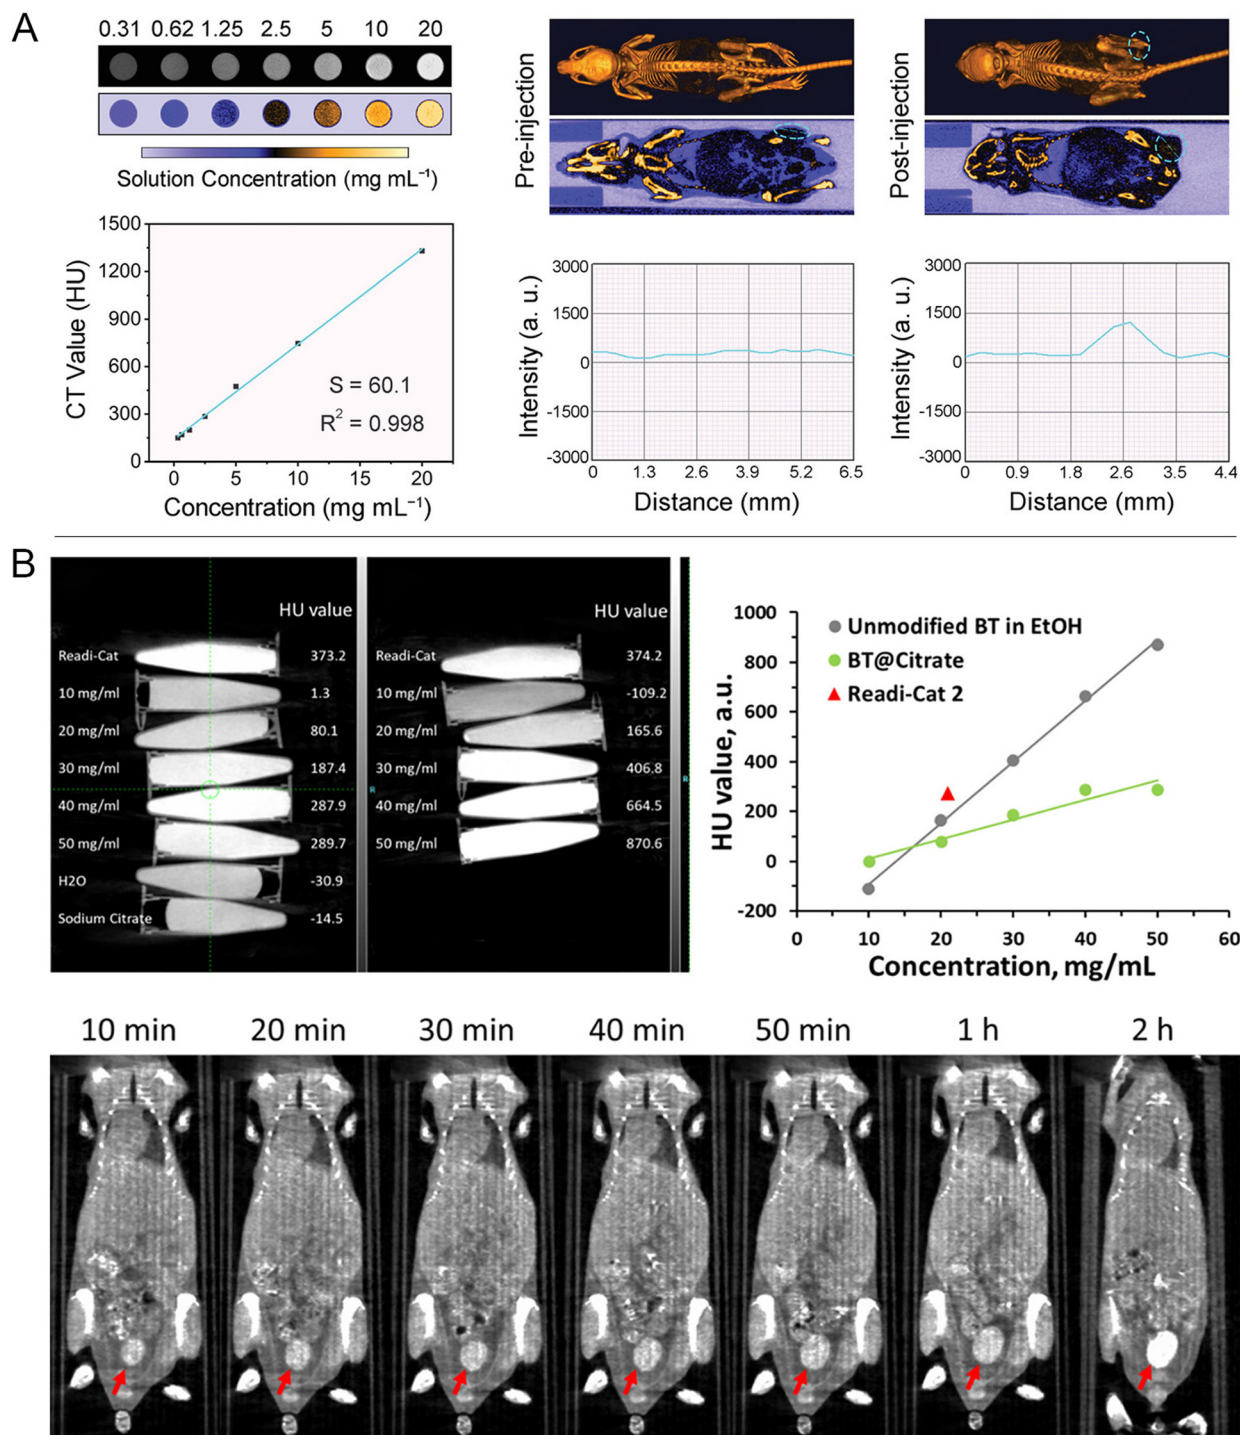 A
0.31 0.62 1.25 2.5 5 10 20
Solution Concentration (mg mL⁻¹)
1500
1200
900
600
300
0
CT Value (HU)
S = 60.1
R² = 0.998
0 5 10 15 20
Concentration (mg mL⁻¹)
Pre-injection
3000
1500
0
-1500
-3000
Intensity (a. u.)
0 1.3 2.6 3.9 5.2 6.5
Distance (mm)
Post-injection
3000
1500
0
-1500
-3000
Intensity (a. u.)
0 0.9 1.8 2.6 3.5 4.4
Distance (mm)
B
HU value
Readi-Cat 373.2
10 mg/ml 1.3
20 mg/ml 80.1
30 mg/ml 187.4
40 mg/ml 287.9
50 mg/ml 289.7
H2O -30.9
Sodium Citrate -14.5
R
HU value
Readi-Cat 374.2
10 mg/ml -109.2
20 mg/ml 165.6
30 mg/ml 406.8
40 mg/ml 664.5
50 mg/ml 870.6
R
1000
800
600
400
200
0
-200
HU value, a.u.
Unmodified BT in EtOH
BT@Citrate
Readi-Cat 2
0 10 20 30 40 50 60
Concentration, mg/mL
10 min 20 min 30 min 40 min 50 min 1 h 2 h